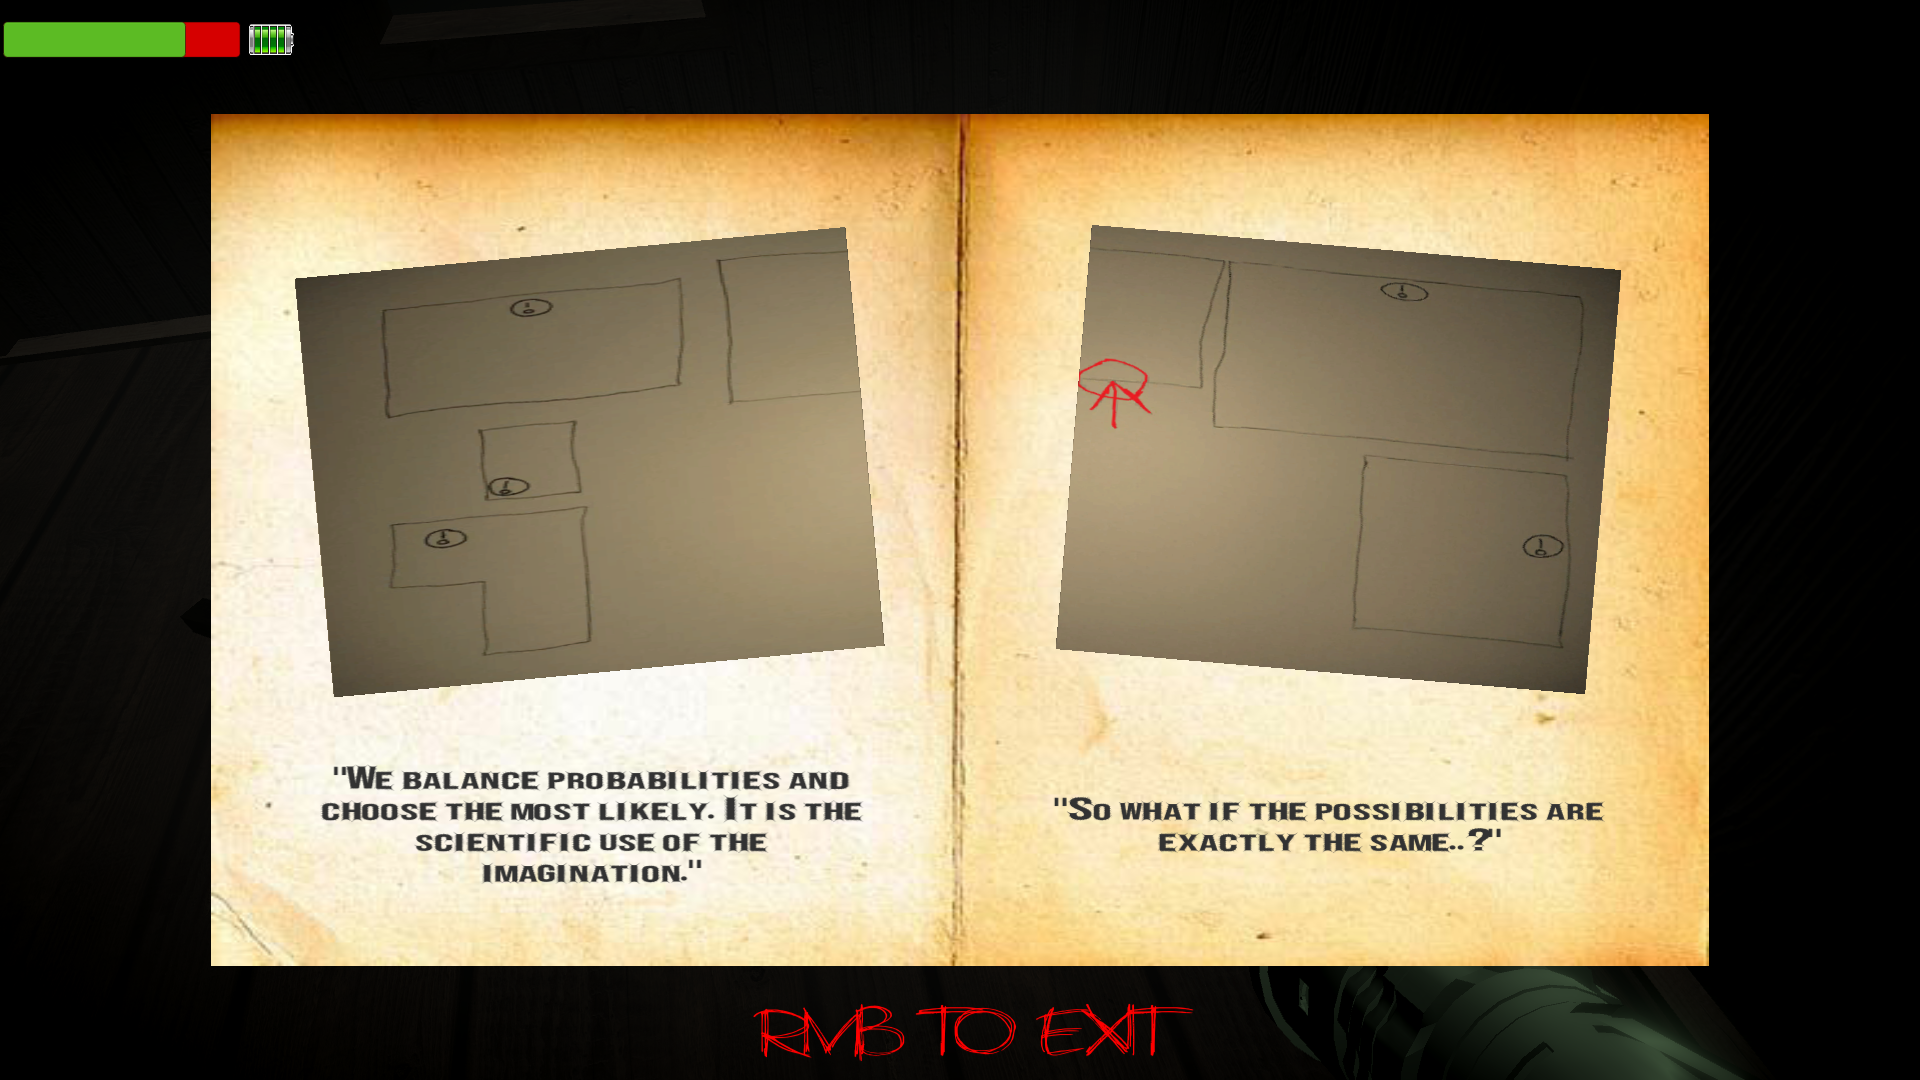 "We balance probabilities and
choose the most likely. It is the
scientific use of the
imagination."
"So what if the possibilities are
exactly the same..?"
RMB TO EXIT